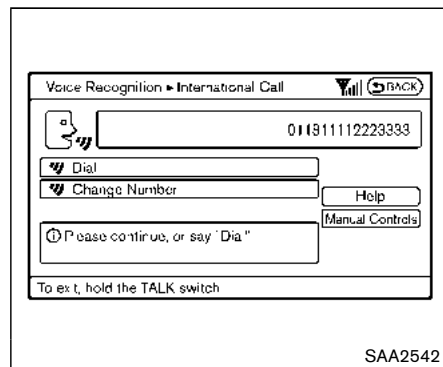 Voice Recognition ▸ International Call
BACK
011911112223333
Dial
Change Number
Help
Manual Controls
Please continue, or say "Dial"
To exit, hold the TALK switch
SAA2542